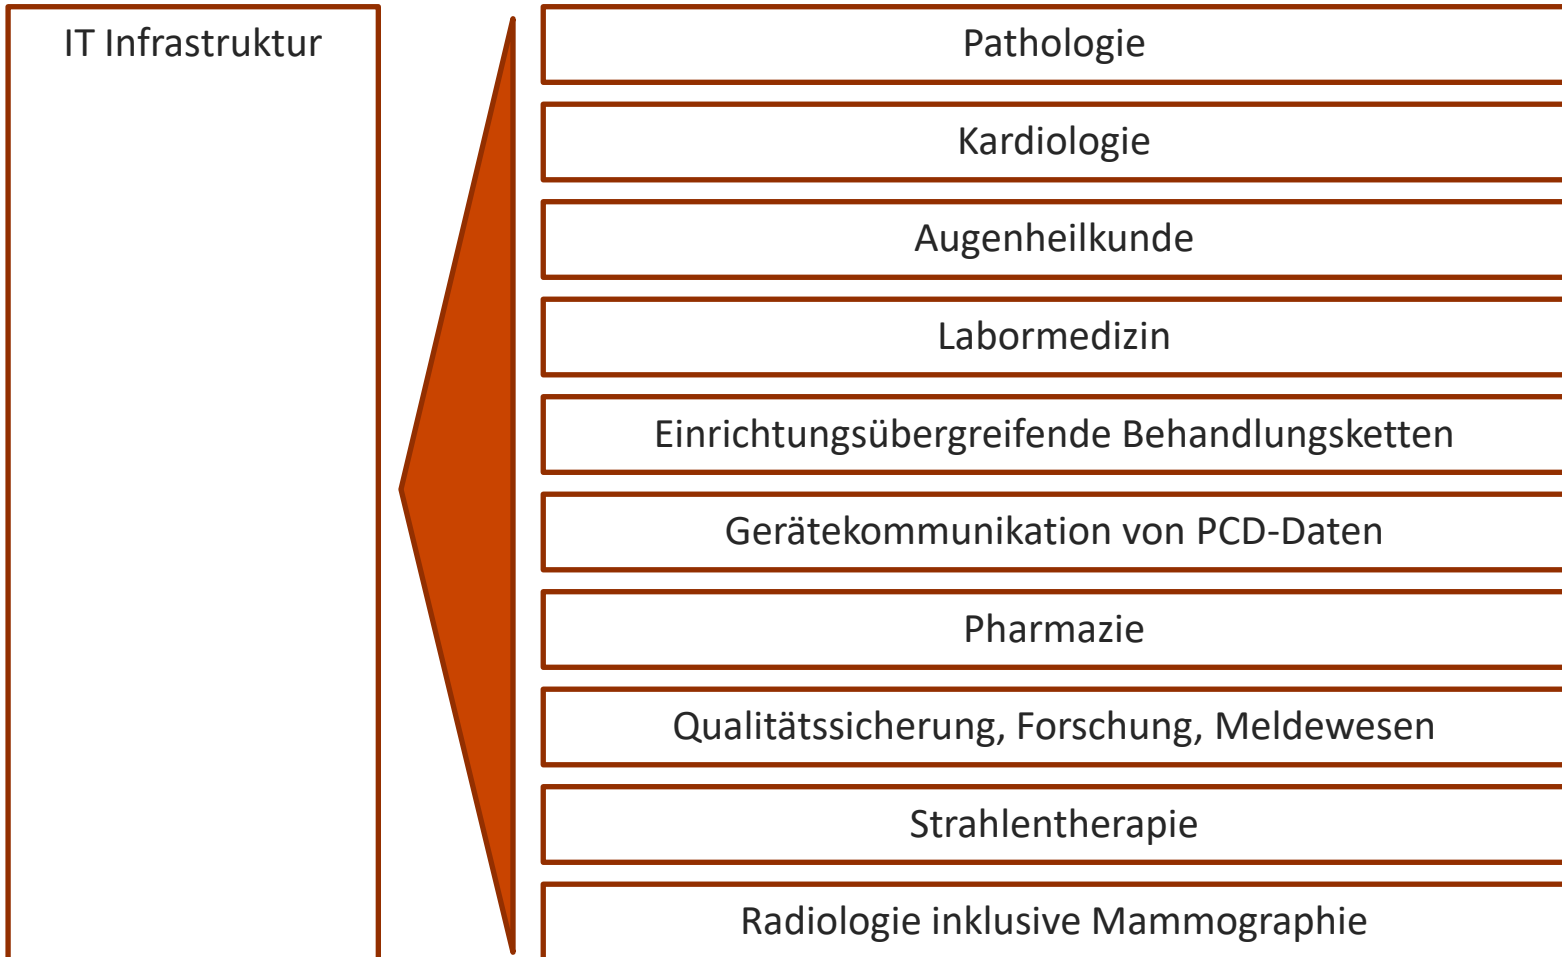 IT Infrastruktur
Pathologie
Kardiologie
Augenheilkunde
Labormedizin
Einrichtungsübergreifende Behandlungsketten
Gerätekommunikation von PCD-Daten
Pharmazie
Qualitätssicherung, Forschung, Meldewesen
Strahlentherapie
Radiologie inklusive Mammographie